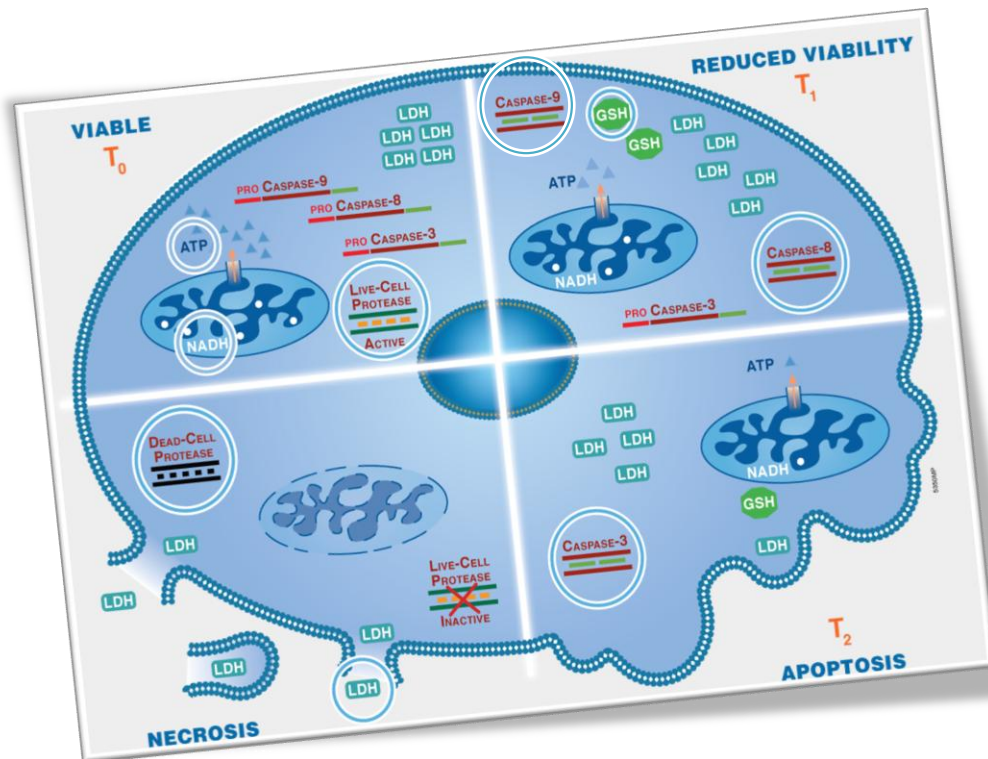 VIABLE
T0
LDH
LDH LDH
LDH LDH
PRO CASPASE-9
PRO CASPASE-8
PRO CASPASE-3
ATP
NADH
LIVE-CELL
PROTEASE
ACTIVE
REDUCED VIABILITY
T1
CASPASE-9
GSH
GSH
LDH
LDH
LDH
LDH
LDH
ATP
NADH
CASPASE-8
PRO CASPASE-3
DEAD-CELL
PROTEASE
LDH
LDH
LDH
LIVE-CELL
PROTEASE
INACTIVE
LDH
LDH
NECROSIS
ATP
NADH
GSH
LDH
LDH
LDH LDH
LDH
CASPASE-3
T2
APOPTOSIS
5350MP